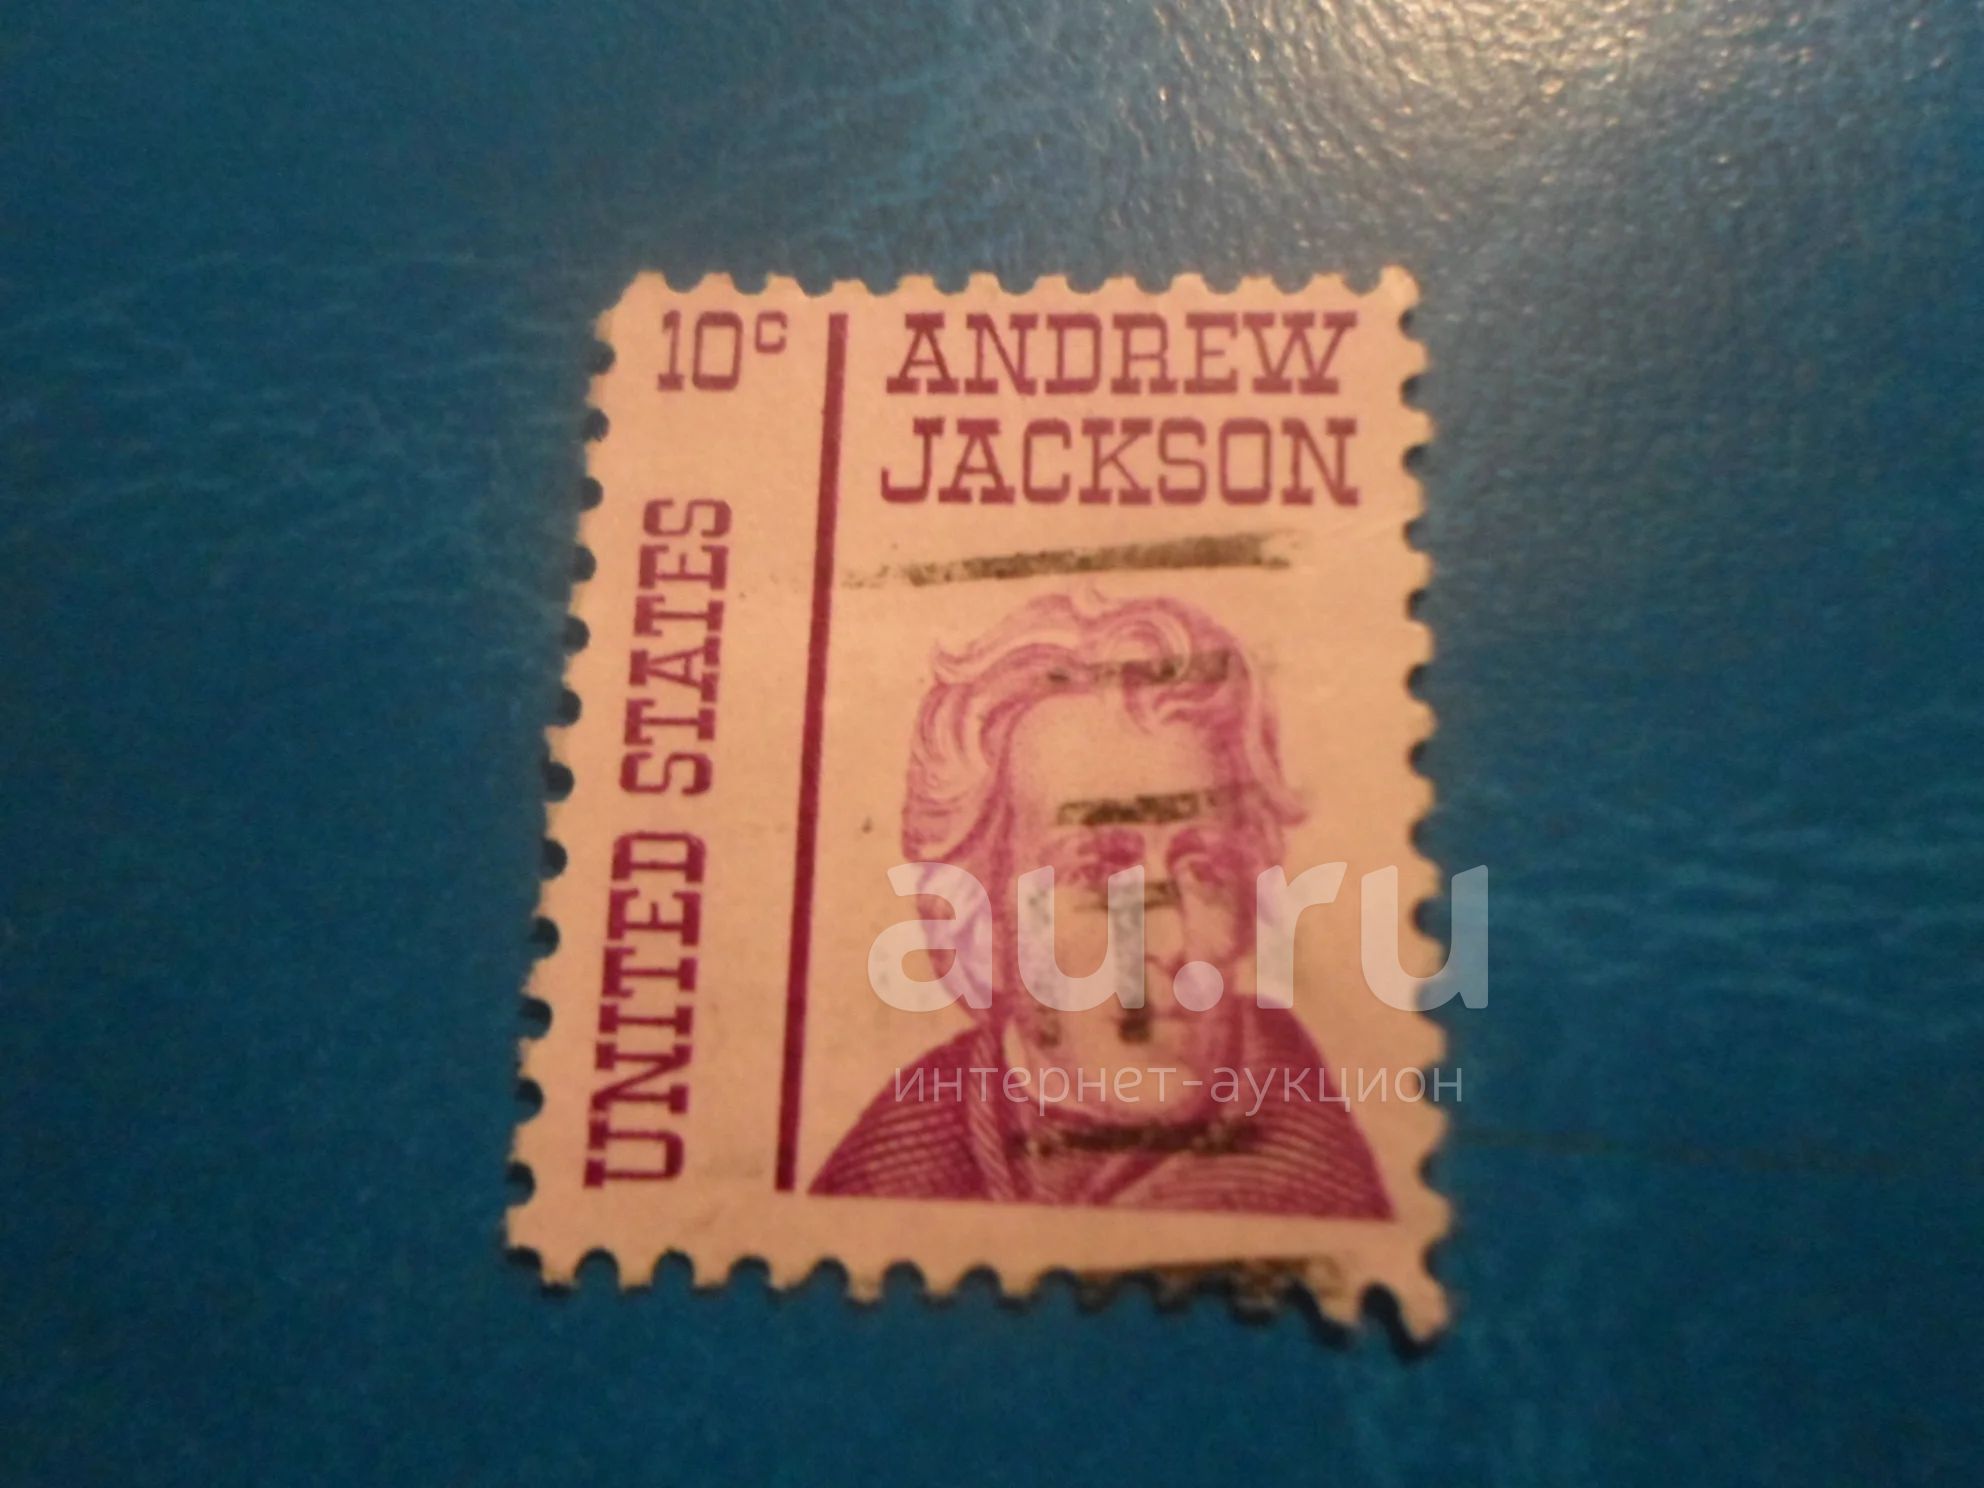 10c
ANDREW
JACKSON
UNITED STATES
au.ru
интернет-аукцион